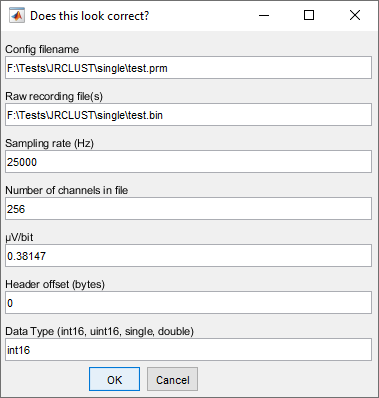 Does this look correct?
Config filename
F:\Tests\JRCLUST\single\test.prm
Raw recording file(s)
F:\Tests\JRCLUST\single\test.bin
Sampling rate (Hz)
25000
Number of channels in file
256
μV/bit
0.38147
Header offset (bytes)
0
Data Type (int16, uint16, single, double)
int16
OK Cancel